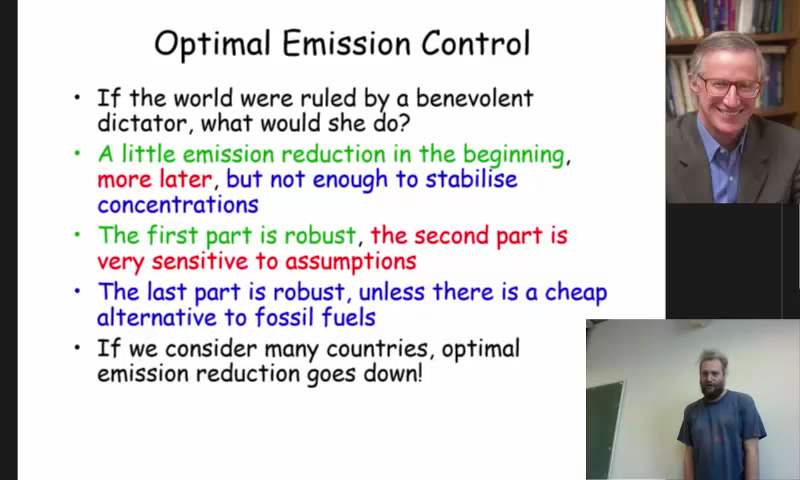 Optimal Emission Control
• If the world were ruled by a benevolent
dictator, what would she do?
• A little emission reduction in the beginning,
more later, but not enough to stabilise
concentrations
• The first part is robust, the second part is
very sensitive to assumptions
• The last part is robust, unless there is a cheap
alternative to fossil fuels
• If we consider many countries, optimal
emission reduction goes down!